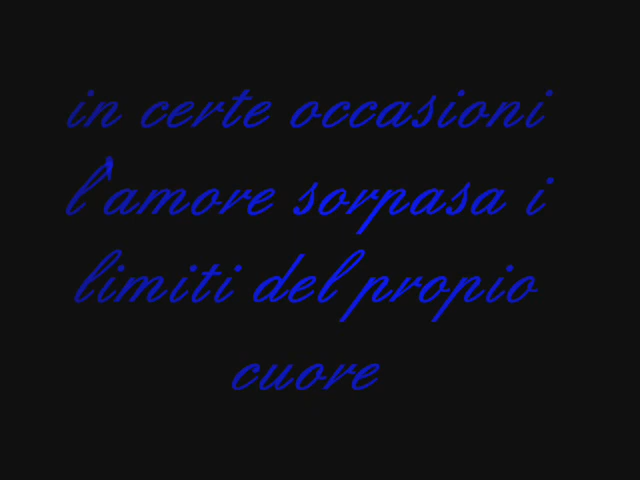 in certe occasioni
l'amore sorpasa i
limiti del propio
cuore